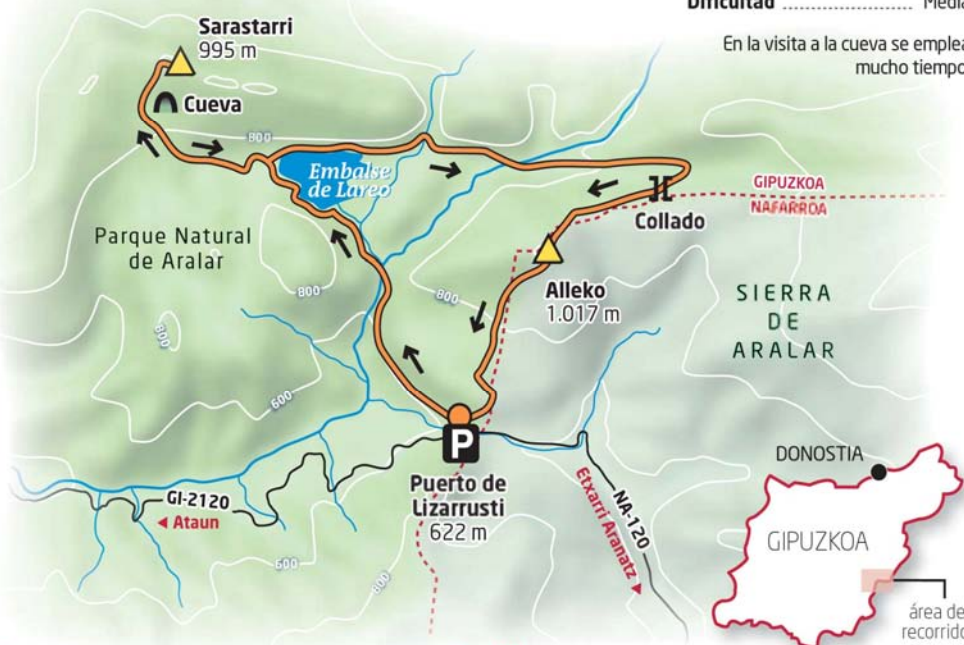 Dificultad ................ Media
En la visita a la cueva se emplea
mucho tiempo
Sarastarri
995 m
Cueva
800
Embalse
de Lareo
GIPUZKOA
NAFARROA
Collado
Parque Natural
de Aralar
800
800
800
Alleko
1.017 m
SIERRA
DE
ARALAR
600
P
Puerto de
Lizarrusti
622 m
GI-2120
Ataun
Etxarri Aranatz
NA-120
600
800
DONOSTIA
GIPUZKOA
área de
recorrido